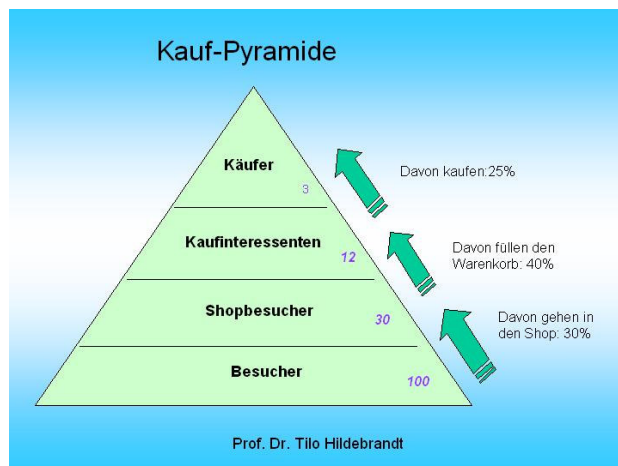 Kauf-Pyramide
Käufer
3
Davon kaufen:25%
Kaufinteressenten
12
Davon füllen den
Warenkorb: 40%
Shopbesucher
30
Davon gehen in
den Shop: 30%
Besucher
100
Prof. Dr. Tilo Hildebrandt